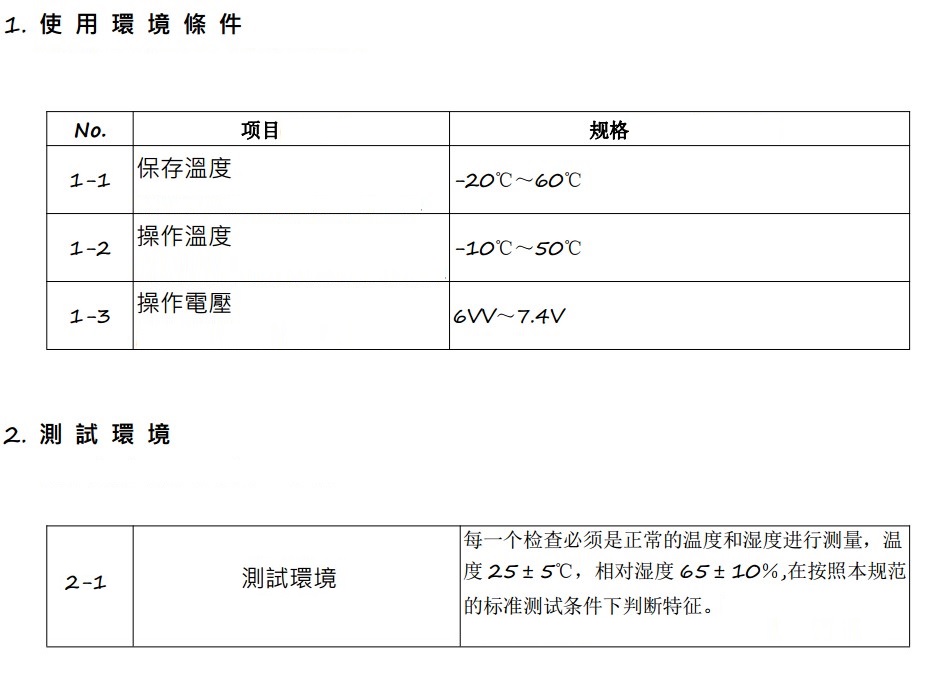 1. 使用環境條件
No. 项目 规格
1-1 保存溫度 -20℃～60℃
1-2 操作溫度 -10℃～50℃
1-3 操作電壓 6VV～7.4V
2. 測試環境
每一个检查必须是正常的温度和湿度进行测量，温
2-1 測試環境 度 25 ± 5℃，相对湿度 65 ± 10%,在按照本规范
的标准测试条件下判断特征。